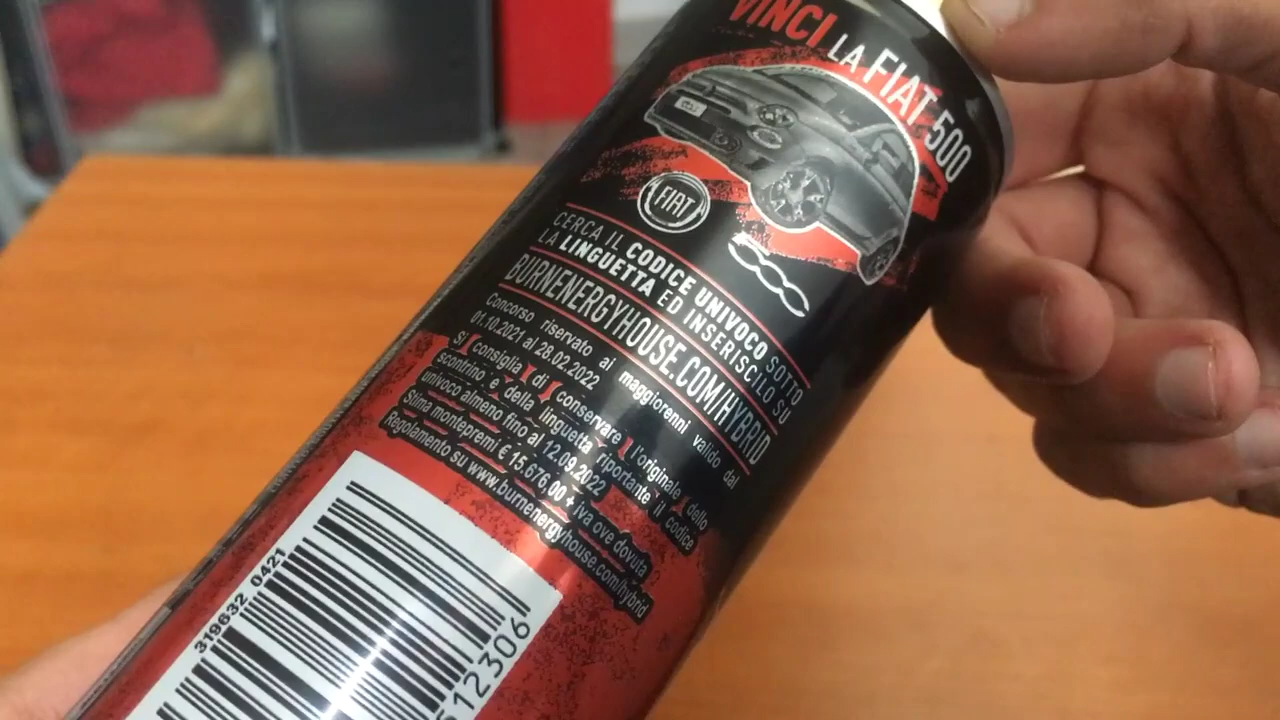 VINCI LA FIAT 500
FIAT
CERCA IL CODICE UNIVOCO SOTTO
LA LINGUETTA ED INSERISCILO SU
BURNENERGYHOUSE.COM/HYBRID
Concorso riservato ai maggiorenni valido dal
01.10.2021 al 28.02.2022
Si consiglia di conservare l'originale dello
scontrino e della linguetta riportante il codice
univoco almeno fino al 12.09.2022
Stima montepremi € 15.676,00 + iva ove dovuta
Regolamento su www.burnenergyhouse.com/hybrid
319632 0421
512306